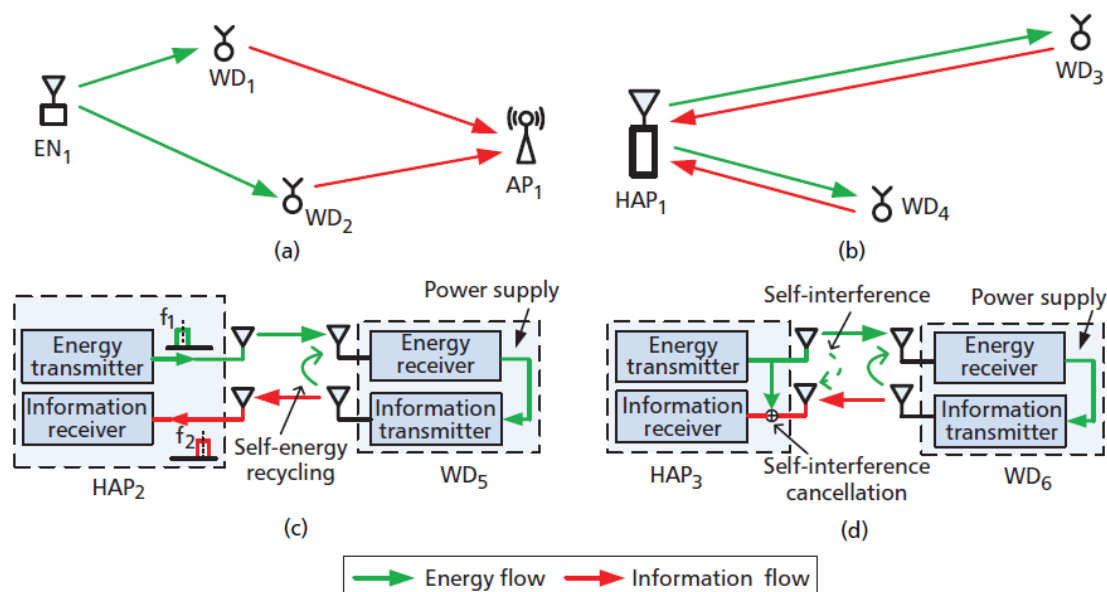 WD1
EN1
WD2
AP1
(a)
WD3
HAP1
WD4
(b)
f1
Energy
transmitter
Information
receiver
f2
HAP2
Self-energy
recycling
Power supply
Energy
receiver
Information
transmitter
WD5
(c)
Self-interference
Energy
transmitter
Information
receiver
HAP3
Self-interference
cancellation
Power supply
Energy
receiver
Information
transmitter
WD6
(d)
Energy flow
Information flow